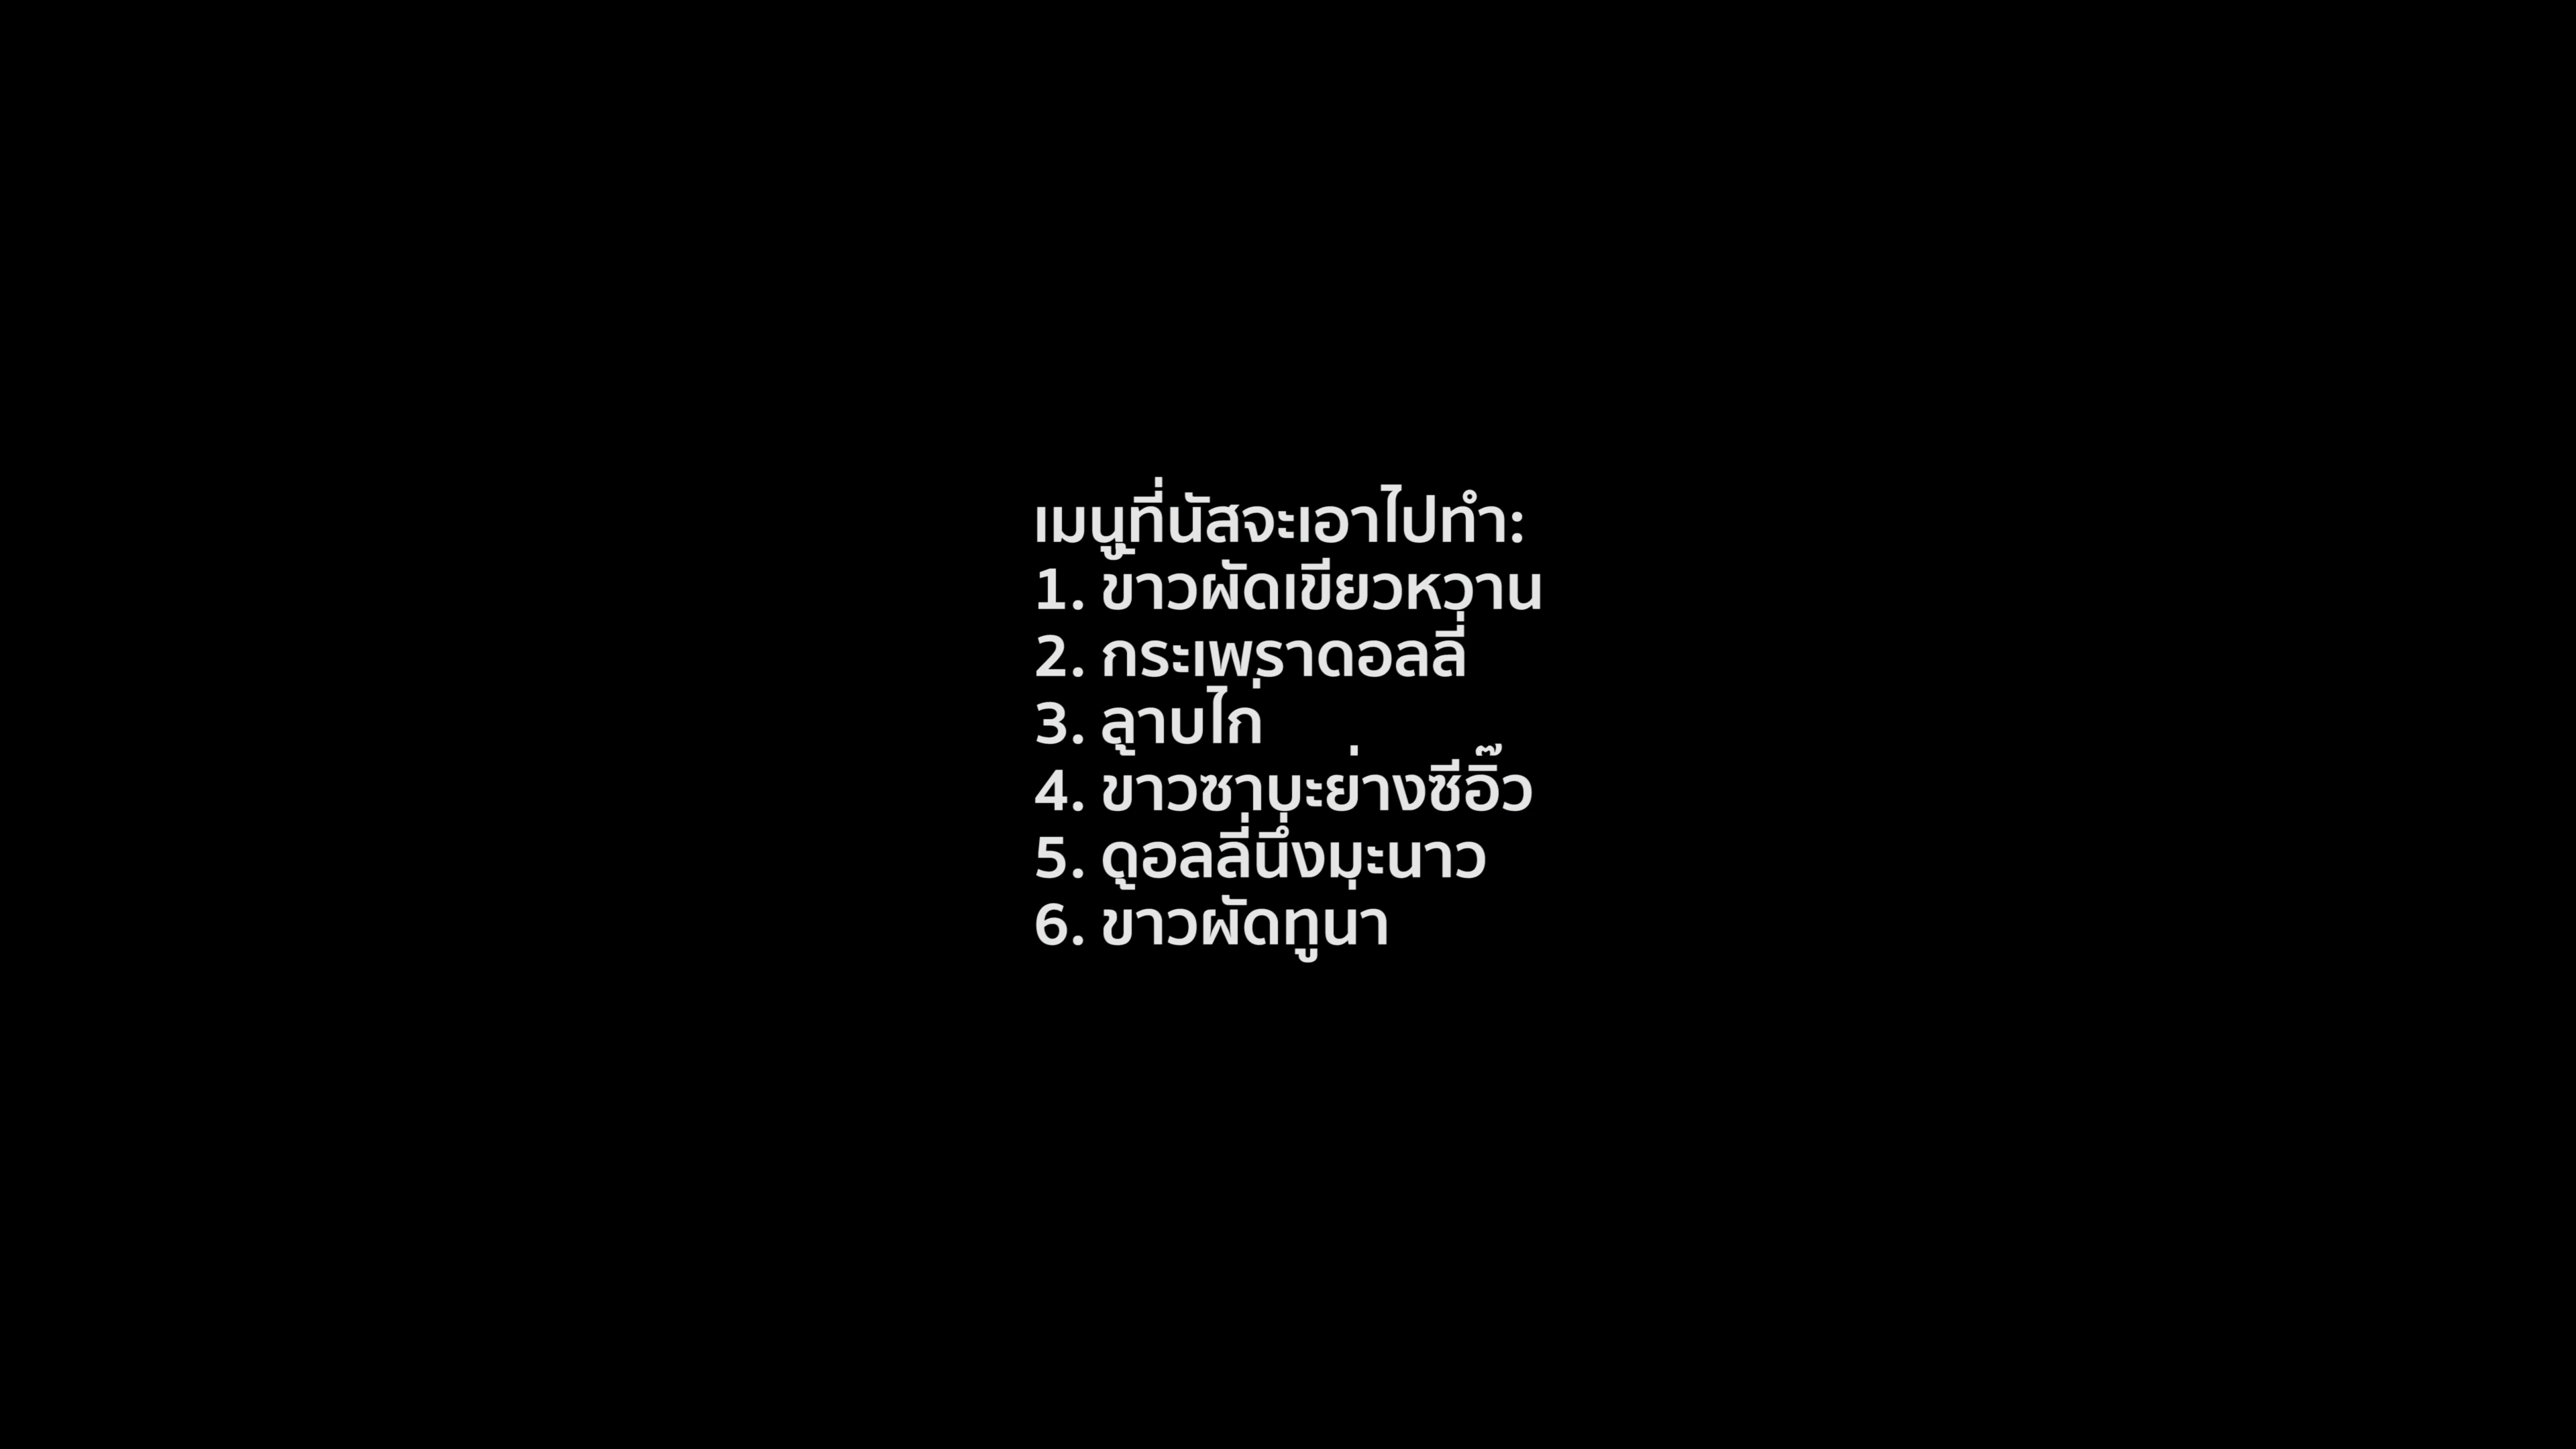 เมนูที่นัสจะเอาไปทำ:
1. ข้าวผัดเขียวหวาน
2. กระเพราดอลลี่
3. ลาบไก่
4. ข้าวซาบะย่างซีอิ๊ว
5. ดอลลี่นึ่งมะนาว
6. ข้าวผัดทูน่า